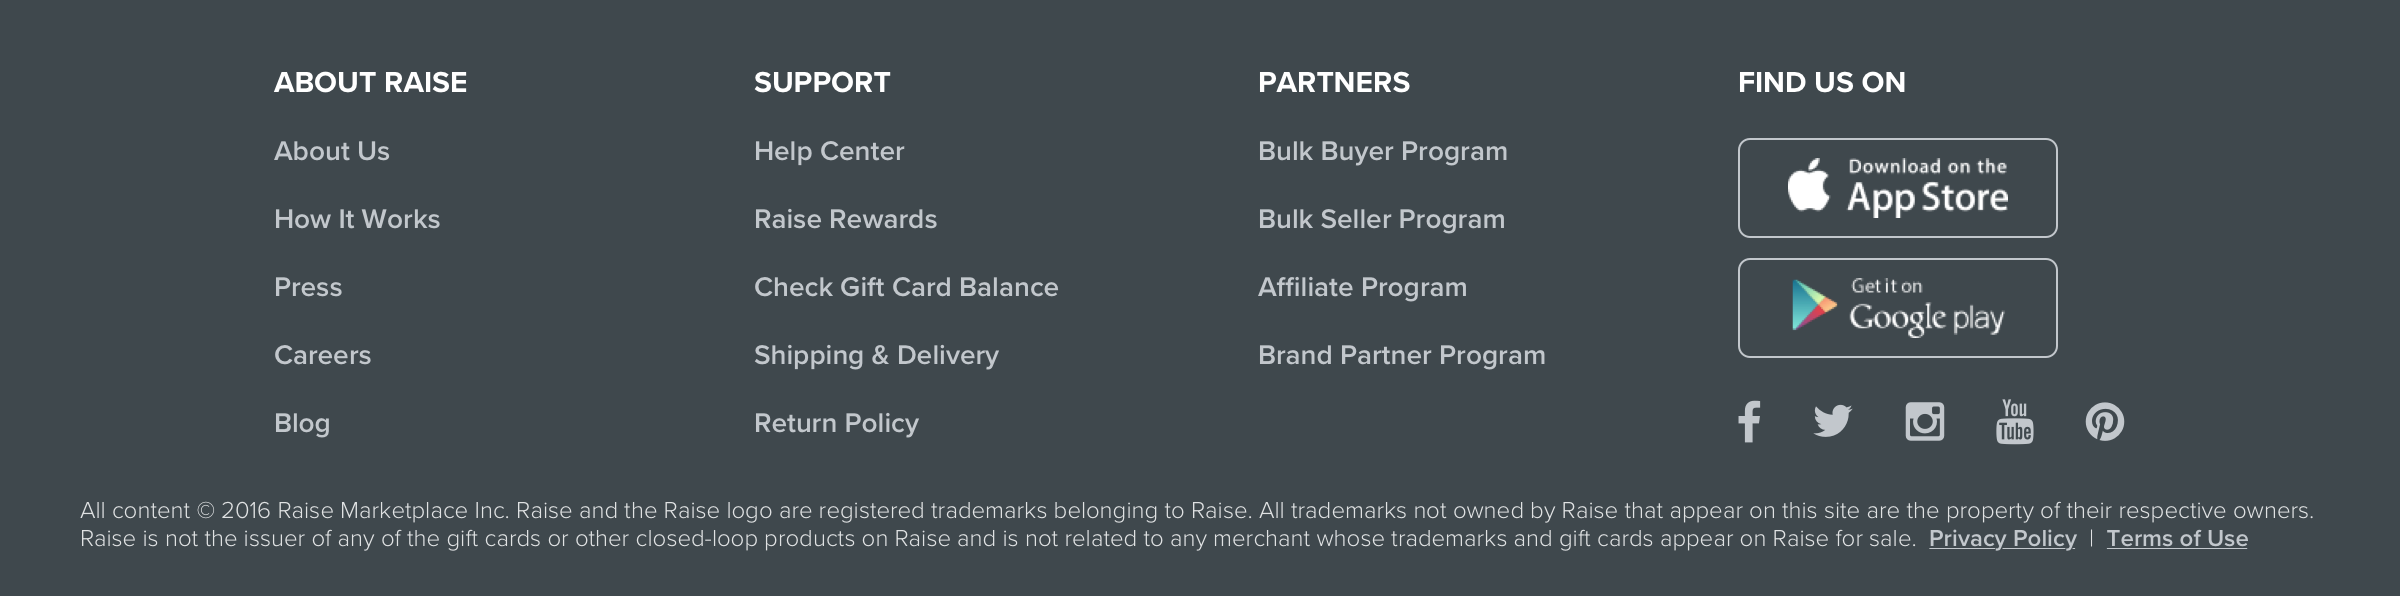 ABOUT RAISE
About Us
How It Works
Press
Careers
Blog
SUPPORT
Help Center
Raise Rewards
Check Gift Card Balance
Shipping & Delivery
Return Policy
PARTNERS
Bulk Buyer Program
Bulk Seller Program
Affiliate Program
Brand Partner Program
FIND US ON
Download on the
App Store
Get it on
Google play
You
Tube
All content © 2016 Raise Marketplace Inc. Raise and the Raise logo are registered trademarks belonging to Raise. All trademarks not owned by Raise that appear on this site are the property of their respective owners.
Raise is not the issuer of any of the gift cards or other closed-loop products on Raise and is not related to any merchant whose trademarks and gift cards appear on Raise for sale. Privacy Policy | Terms of Use